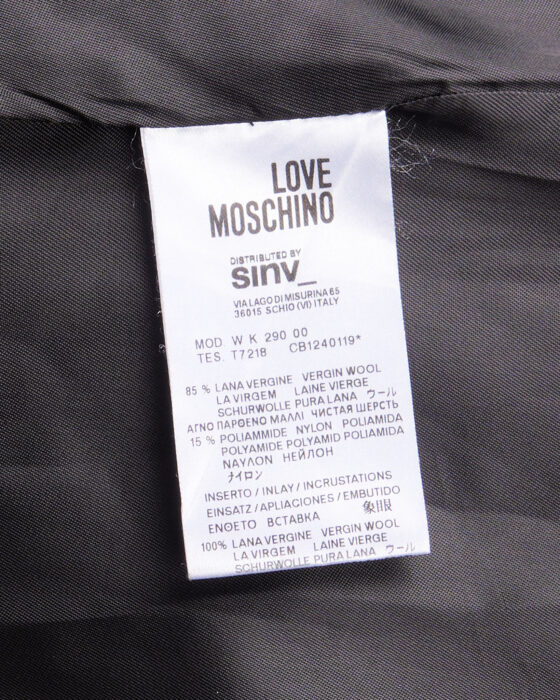 LOVE
MOSCHINO
DISTRIBUTED BY
sinv_
VIA LAGO DI MISURINA 65
36015 SCHIO (VI) ITALY
MOD. W K 290 00
TES. T7218 CB1240119*
85 % LANA VERGINE VERGIN WOOL
LA VIRGEM LAINE VIERGE
SCHURWOLLE PURA LANA ウール
ΑΓΝΟ ΠΑΡΘΕΝΟ ΜΑΛΛΙ ЧИСТАЯ ШЕРСТЬ
15 % POLIAMMIDE NYLON POLIAMIDA
POLYAMIDE POLYAMID POLIAMIDA
ΝΑΥΛΟΝ НЕЙЛОН
ナイロン
INSERTO / INLAY / INCRUSTATIONS
EINSATZ / APLIACIONES / EMBUTIDO
ΕΝΘΕΤΟ ВСТАВКА 象眼
100% LANA VERGINE VERGIN WOOL
LA VIRGEM LAINE VIERGE
SCHURWOLLE PURA LANA ウール